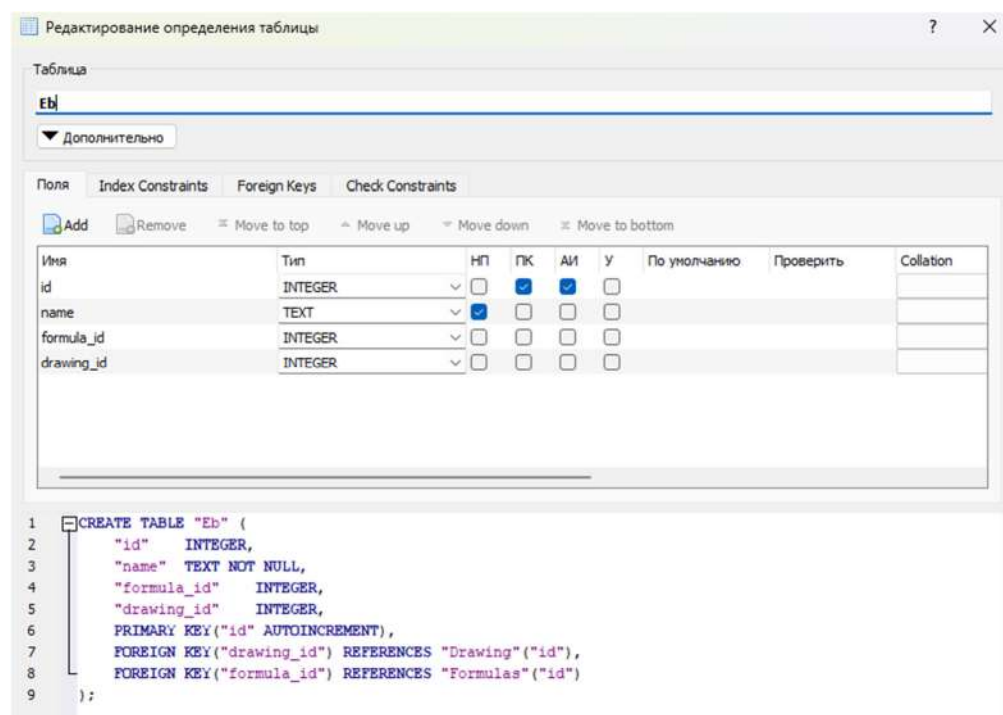 Редактирование определения таблицы ? ×
Таблица
Eb
Дополнительно
Поля Index Constraints Foreign Keys Check Constraints
Add Remove Move to top Move up Move down Move to bottom
Имя Тип НП ПК АИ У По умолчанию Проверить Collation
id INTEGER
name TEXT
formula_id INTEGER
drawing_id INTEGER
1 CREATE TABLE "Eb" (
2 "id" INTEGER,
3 "name" TEXT NOT NULL,
4 "formula_id" INTEGER,
5 "drawing_id" INTEGER,
6 PRIMARY KEY("id" AUTOINCREMENT),
7 FOREIGN KEY("drawing_id") REFERENCES "Drawing"("id"),
8 FOREIGN KEY("formula_id") REFERENCES "Formulas"("id")
9 );